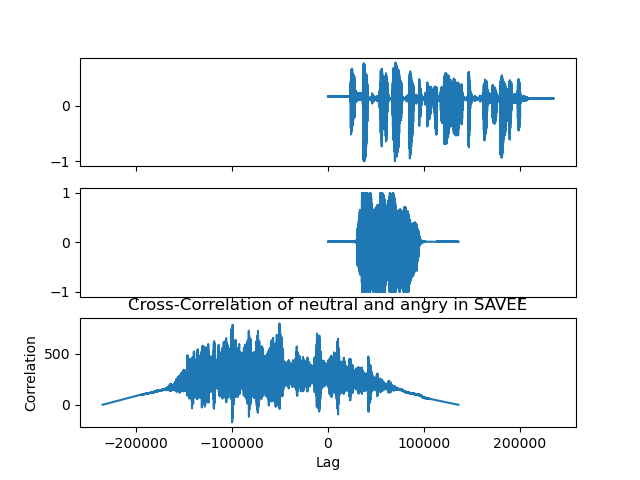 0
−1
1
0
−1
Cross-Correlation of neutral and angry in SAVEE
500
0
Correlation
−200000 −100000 0 100000 200000
Lag